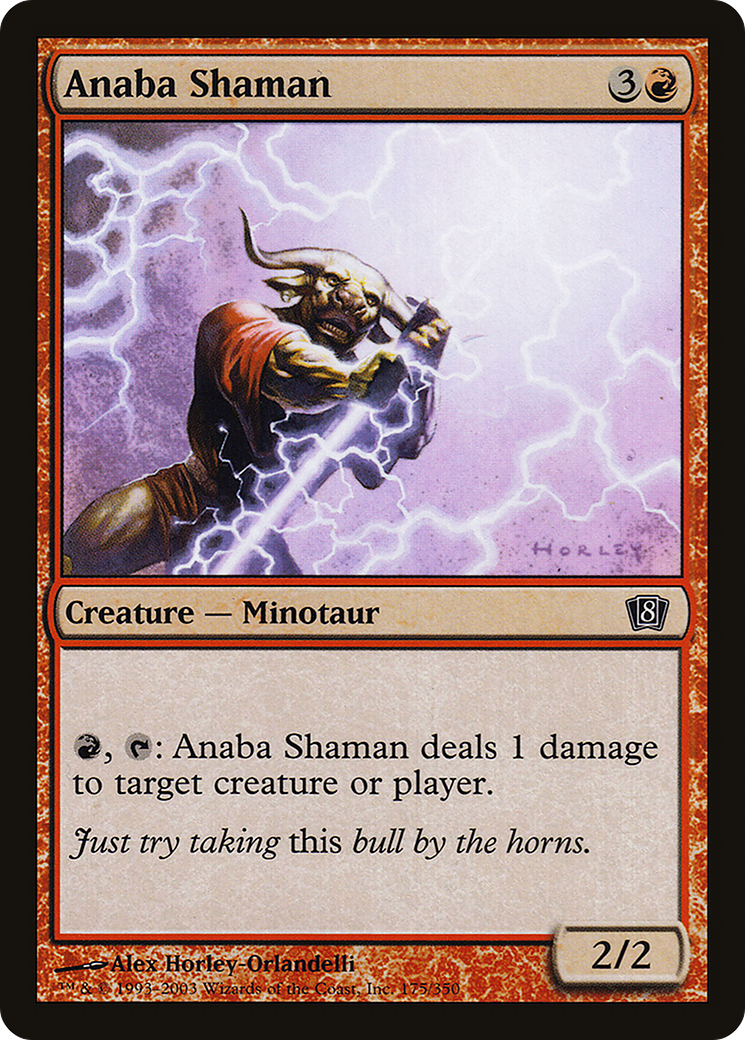 Anaba Shaman
3
HORLEY
Creature — Minotaur
8
, : Anaba Shaman deals 1 damage
to target creature or player.
Just try taking this bull by the horns.
2/2
Alex Horley-Orlandelli
™ & © 1993–2003 Wizards of the Coast, Inc. 175/350